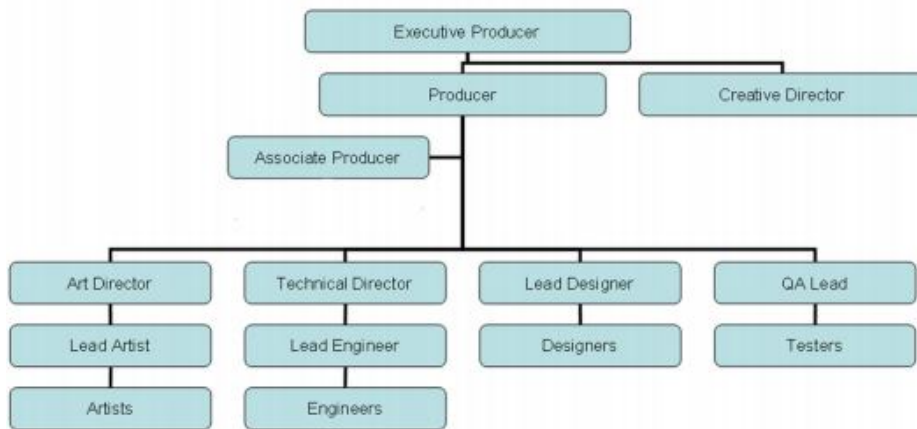 Executive Producer
Producer
Creative Director
Associate Producer
Art Director
Technical Director
Lead Designer
QA Lead
Lead Artist
Lead Engineer
Designers
Testers
Artists
Engineers